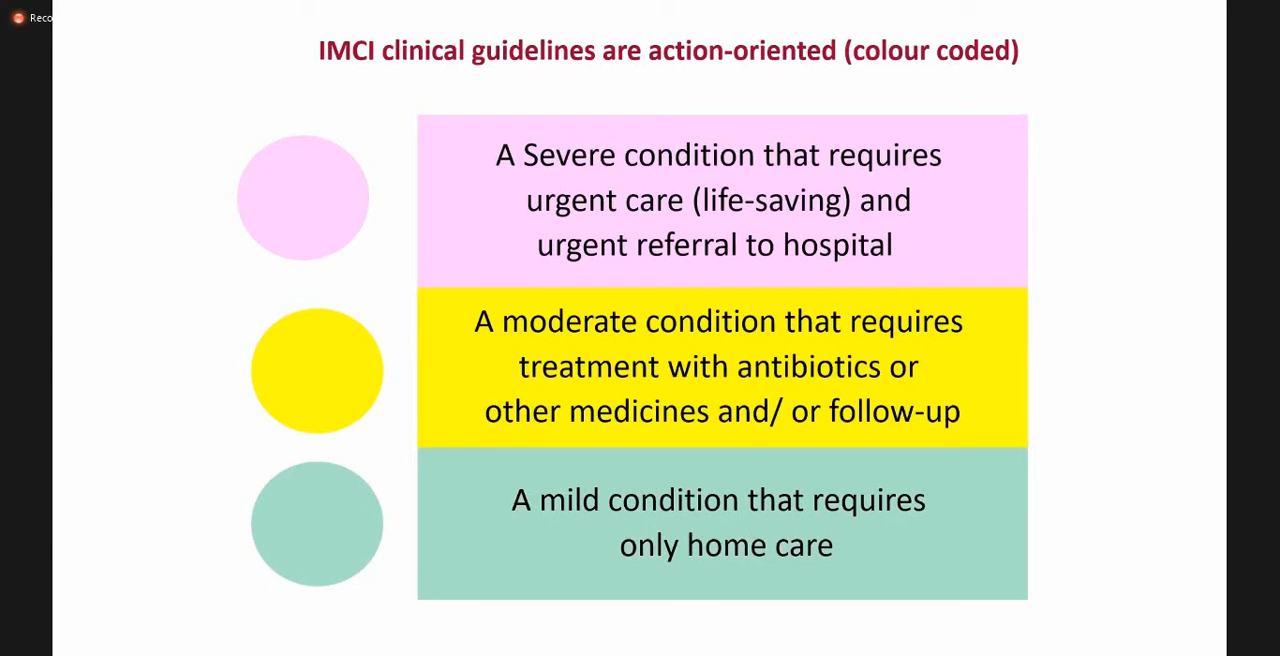 Reco
IMCI clinical guidelines are action-oriented (colour coded)
A Severe condition that requires
urgent care (life-saving) and
urgent referral to hospital
A moderate condition that requires
treatment with antibiotics or
other medicines and/ or follow-up
A mild condition that requires
only home care